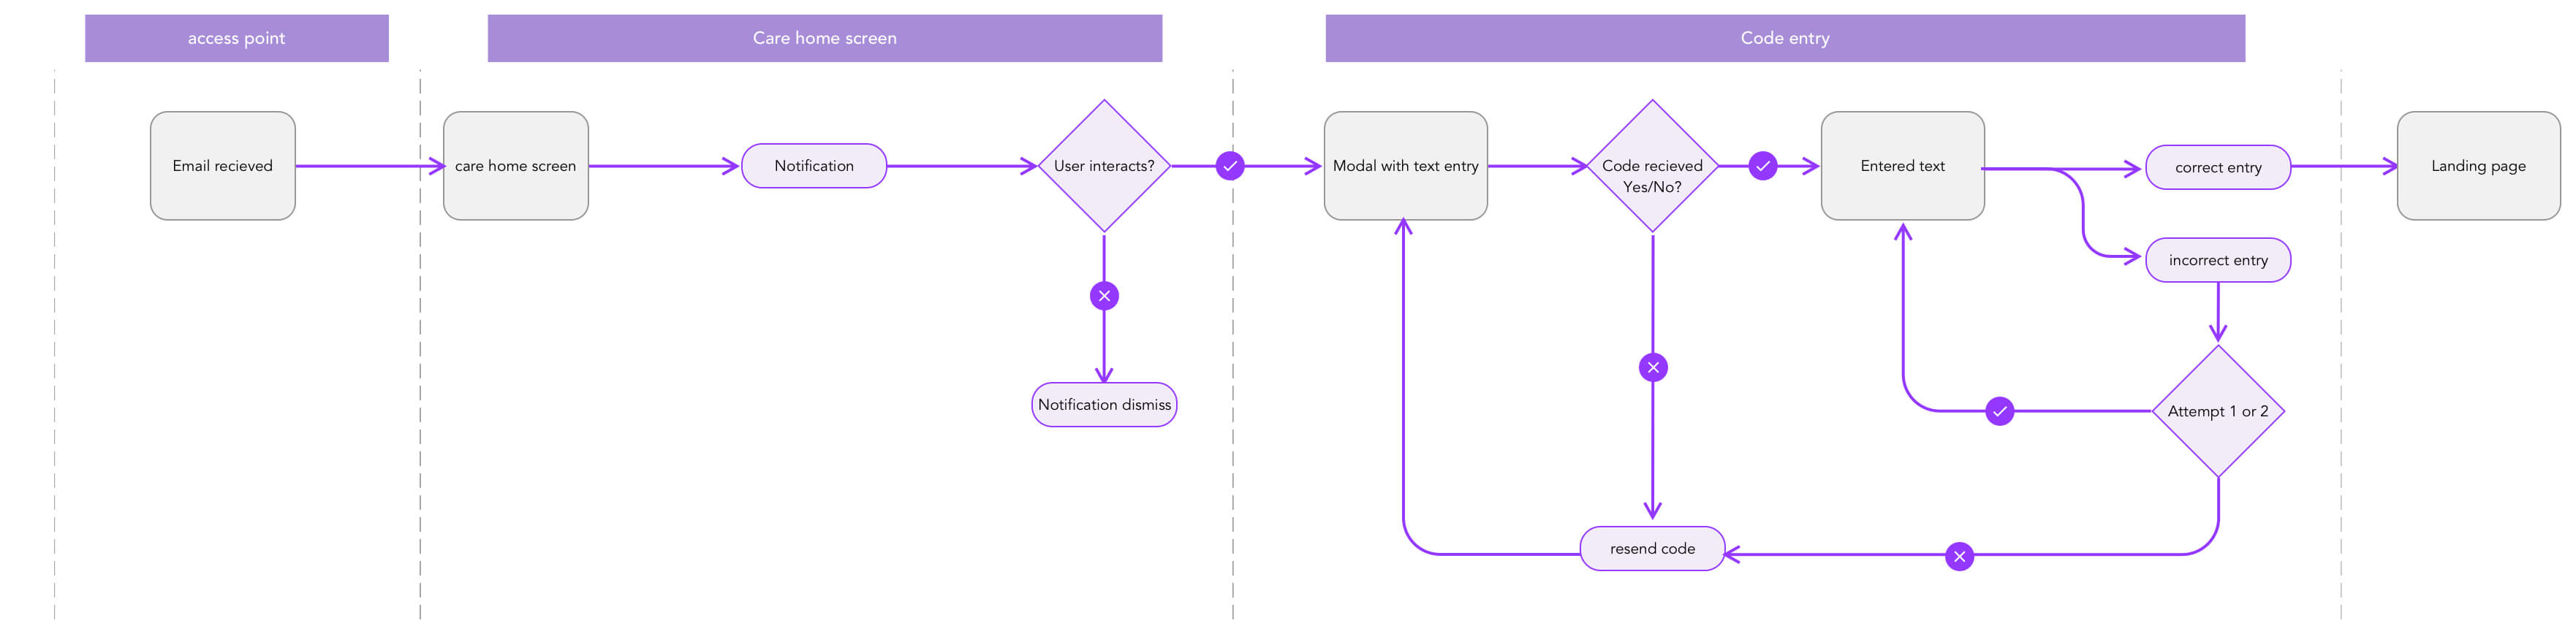 access point
Care home screen
Code entry
Email recieved
care home screen
Notification
User interacts?
Modal with text entry
Code recieved
Yes/No?
Entered text
correct entry
Landing page
incorrect entry
Notification dismiss
Attempt 1 or 2
resend code